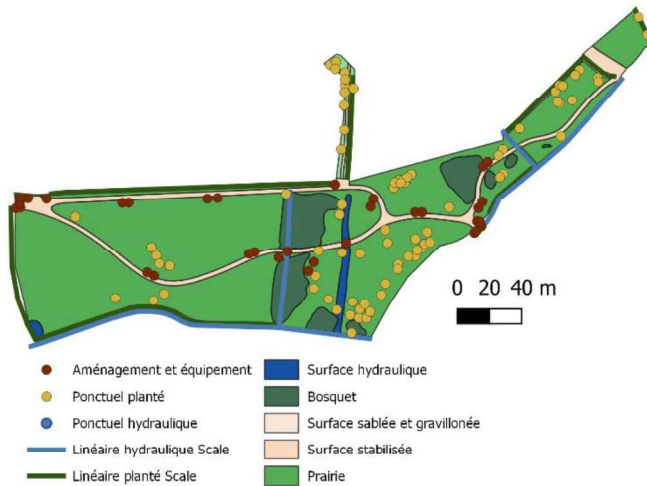 0 20 40 m
Aménagement et équipement
Ponctuel planté
Ponctuel hydraulique
Linéaire hydraulique Scale
Linéaire planté Scale
Surface hydraulique
Bosquet
Surface sablée et gravillonée
Surface stabilisée
Prairie